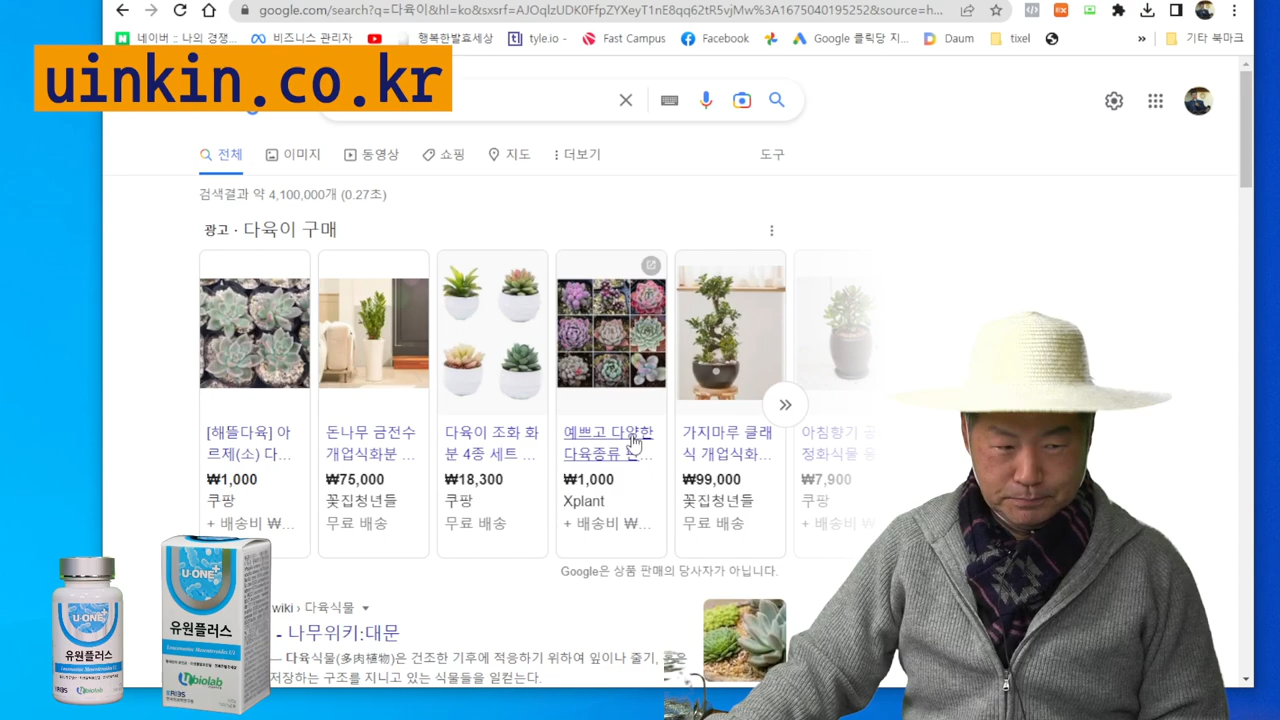 google.com/search?q=다육이&hl=ko&sxsrf=AJOqlzUDK0FfpZYXeyT1nE8qq62tR5vjMw%3A1675040195252&source=h...
네이버 :: 나의 경쟁...
비즈니스 관리자
행복한발효세상
tyle.io -
Fast Campus
Facebook
Google 클릭당 지...
Daum
tixel
»
기타 북마크
uinkin.co.kr
전체
이미지
동영상
쇼핑
지도
더보기
도구
검색결과 약 4,100,000개 (0.27초)
광고 · 다육이 구매
[해뜰다육] 아
르제(소) 다...
₩1,000
쿠팡
+ 배송비 ₩...
돈나무 금전수
개업식화분 ...
₩75,000
꽃집청년들
무료 배송
다육이 조화 화
분 4종 세트 ...
₩18,300
쿠팡
무료 배송
예쁘고 다양한
다육종류
₩1,000
Xplant
+ 배송비 ₩...
가지마루 클래
식 개업식화...
₩99,000
꽃집청년들
무료 배송
아침향기 공
정화식물
₩7,900
쿠팡
+ 배송비 ₩...
Google은 상품 판매의 당사자가 아닙니다.
wiki › 다육식물
- 나무위키:대문
— 다육식물(多肉植物)은 건조한 기후에 적응하기 위하여 잎이나 줄기, 혹은
저장하는 구조를 지니고 있는 식물들을 일컫는다.
U·ONE+
유원플러스
Leuconostoc Mesenteroides U1
Unbiolab
U·ONE+
유원플러스
Leuconostoc Mesenteroides U1
Unbiolab